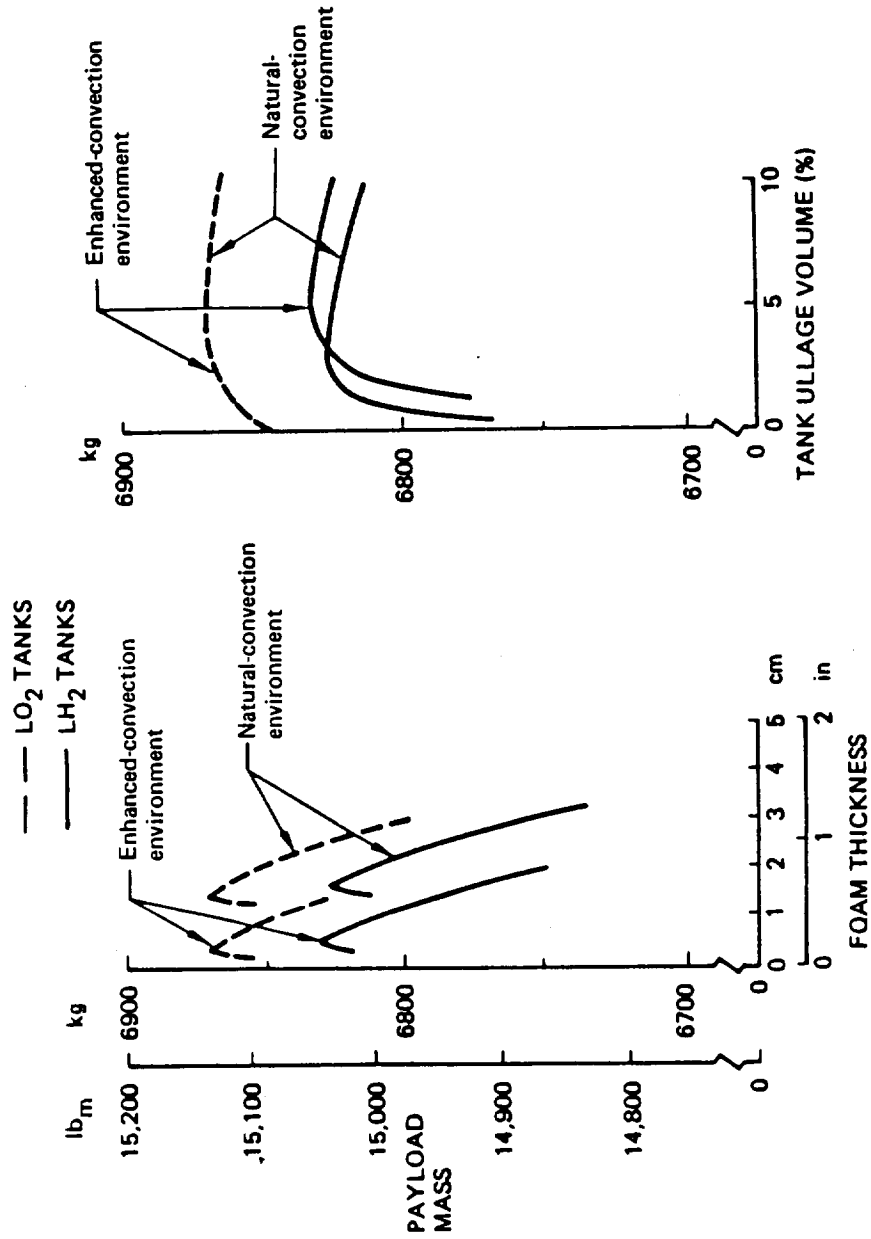 — — LO2 TANKS
—— LH2 TANKS
lbm
15,200
15,100
15,000
14,900
14,800
0
PAYLOAD
MASS
kg
6900
6800
6700
0
Enhanced-convection
environment
Natural-convection
environment
0 1 2 3 4 5 cm
0 1 2 in
FOAM THICKNESS
kg
6900
6800
6700
0
Enhanced-convection
environment
Natural-
convection
environment
0 5 10
TANK ULLAGE VOLUME (%)